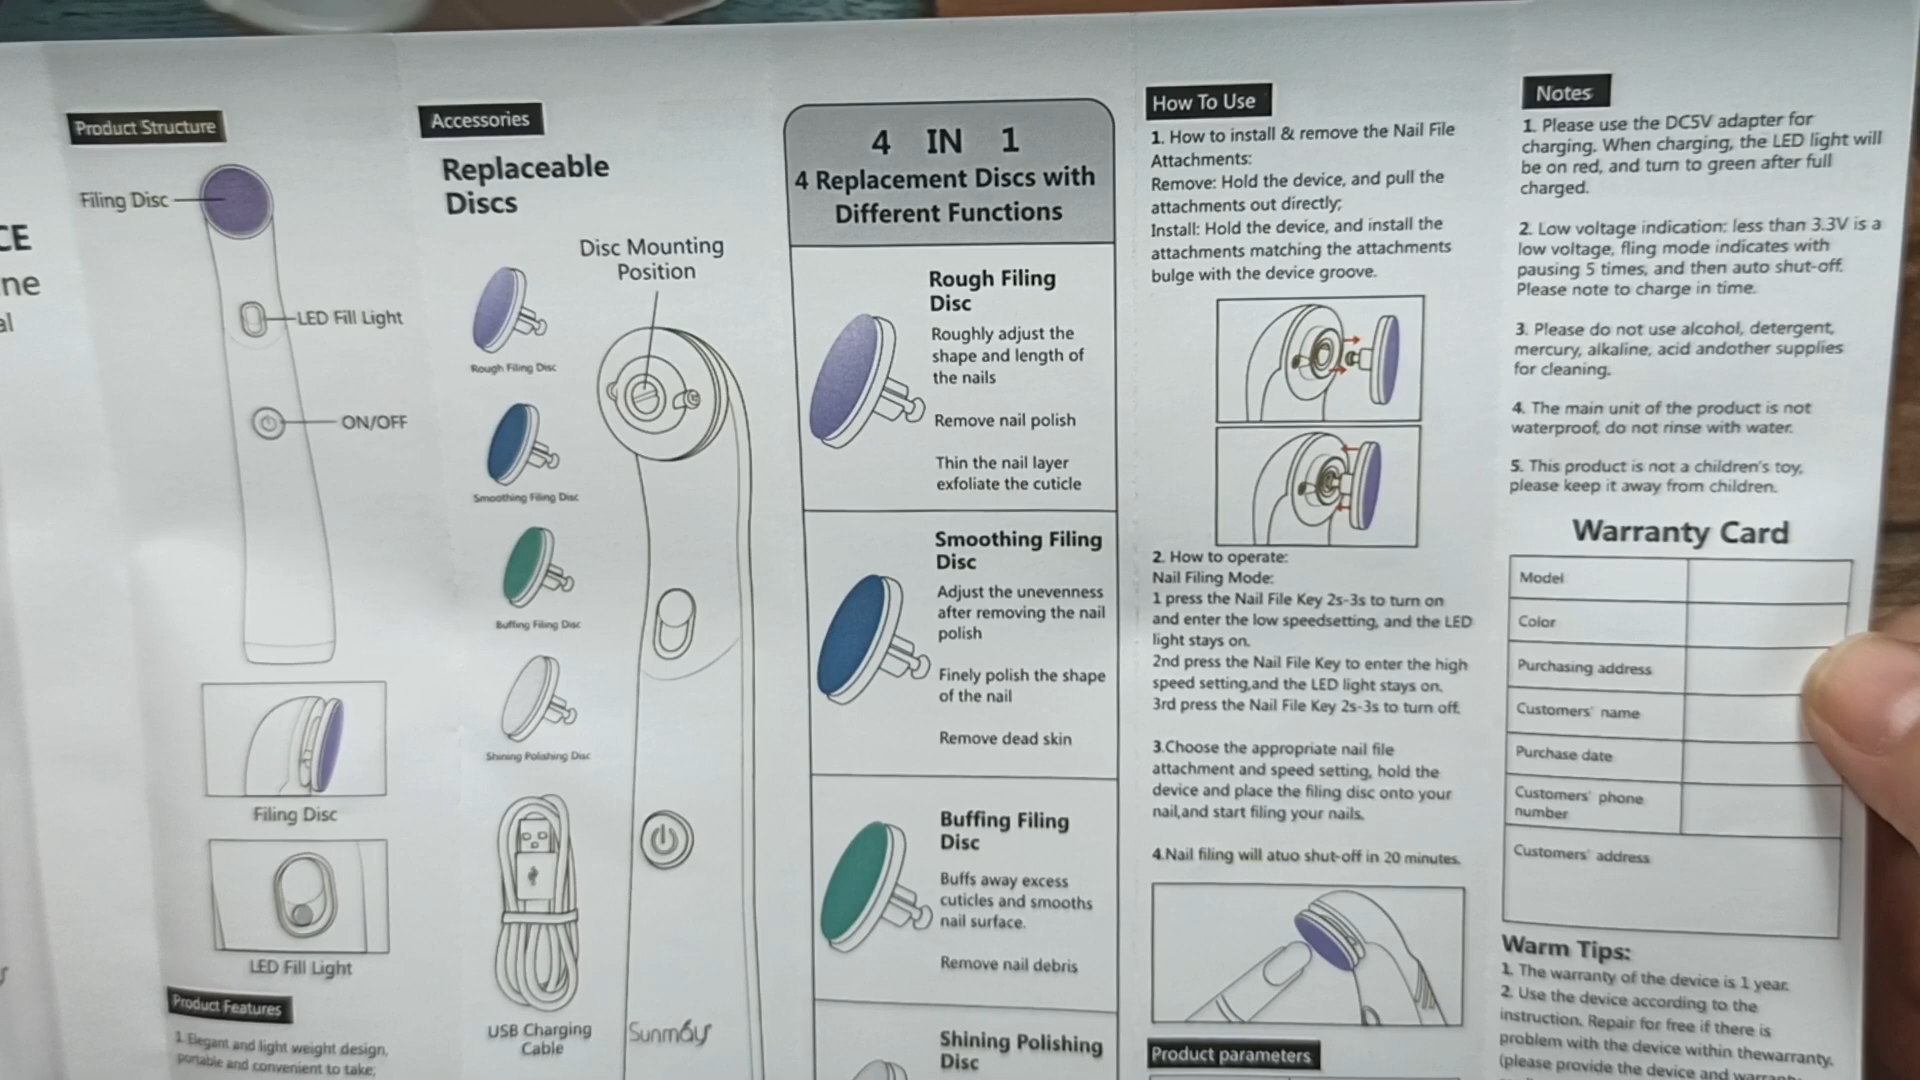 CE
ne
al
Product Structure
Filing Disc
LED Fill Light
ON/OFF
Filing Disc
LED Fill Light
Product Features
1.Elegant and light weight design,
portable and convenient to take;
Accessories
Replaceable
Discs
Disc Mounting
Position
Rough Filing Disc
Smoothing Filing Disc
Buffing Filing Disc
Shining Polishing Disc
USB Charging
Cable
Sunmay
4 IN 1
4 Replacement Discs with
Different Functions
Rough Filing
Disc
Roughly adjust the
shape and length of
the nails
Remove nail polish
Thin the nail layer
exfoliate the cuticle
Smoothing Filing
Disc
Adjust the unevenness
after removing the nail
polish
Finely polish the shape
of the nail
Remove dead skin
Buffing Filing
Disc
Buffs away excess
cuticles and smooths
nail surface.
Remove nail debris
Shining Polishing
Disc
How To Use
1. How to install & remove the Nail File
Attachments:
Remove: Hold the device, and pull the
attachments out directly;
Install: Hold the device, and install the
attachments matching the attachments
bulge with the device groove.
2. How to operate:
Nail Filing Mode:
1 press the Nail File Key 2s-3s to turn on
and enter the low speedsetting, and the LED
light stays on.
2nd press the Nail File Key to enter the high
speed setting,and the LED light stays on.
3rd press the Nail File Key 2s-3s to turn off.
3.Choose the appropriate nail file
attachment and speed setting, hold the
device and place the filing disc onto your
nail,and start filing your nails.
4.Nail filing will atuo shut-off in 20 minutes.
Product parameters
Notes
1. Please use the DC5V adapter for
charging. When charging, the LED light will
be on red, and turn to green after full
charged.
2. Low voltage indication: less than 3.3V is a
low voltage, fling mode indicates with
pausing 5 times, and then auto shut-off.
Please note to charge in time.
3. Please do not use alcohol, detergent,
mercury, alkaline, acid andother supplies
for cleaning.
4. The main unit of the product is not
waterproof, do not rinse with water.
5. This product is not a children's toy,
please keep it away from children.
Warranty Card
Model
Color
Purchasing address
Customers' name
Purchase date
Customers' phone
number
Customers' address
Warm Tips:
1. The warranty of the device is 1 year.
2. Use the device according to the
instruction. Repair for free if there is
problem with the device within thewarranty.
(please provide the device and